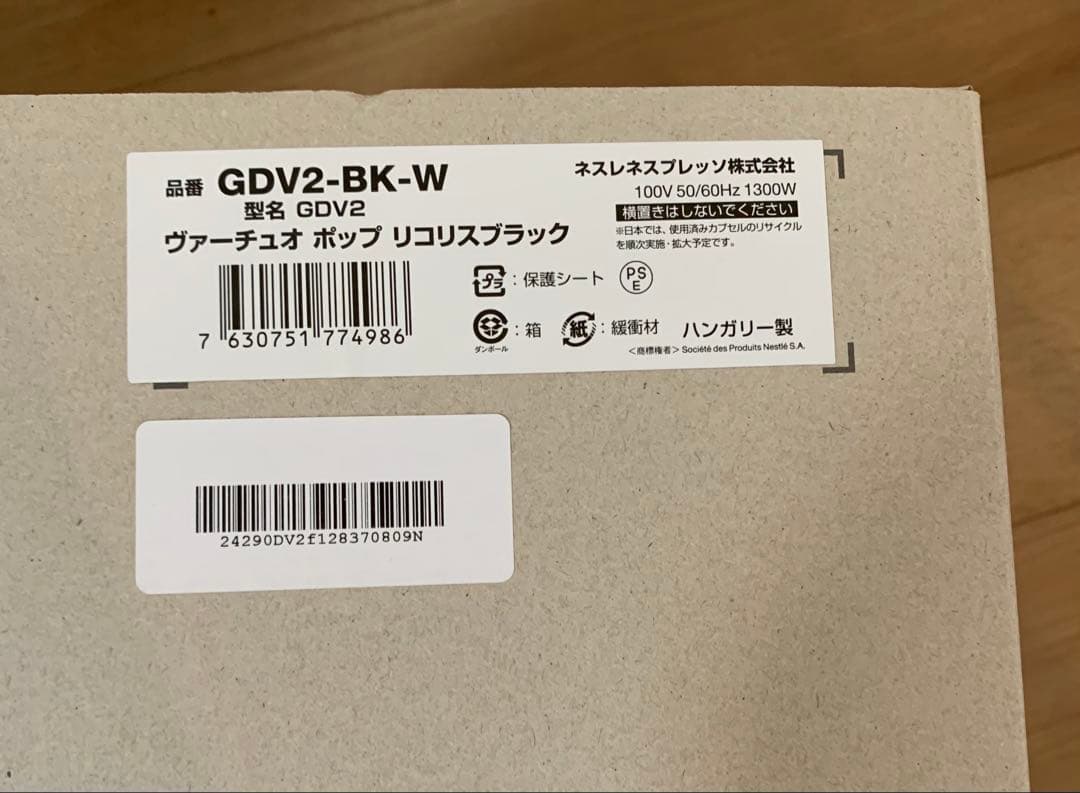 品番 GDV2-BK-W
型名 GDV2
ヴァーチュオ ポップ リコリスブラック
7 630751 774986
ネスレネスプレッソ株式会社
100V 50/60Hz 1300W
横置きはしないでください
※日本では、使用済みカプセルのリサイクル
を順次実施・拡大予定です。
プラ : 保護シート PSE
ダンボール : 箱 紙 : 緩衝材 ハンガリー製
<商標権者> Société des Produits Nestlé S.A.
24290DV2f128370809N